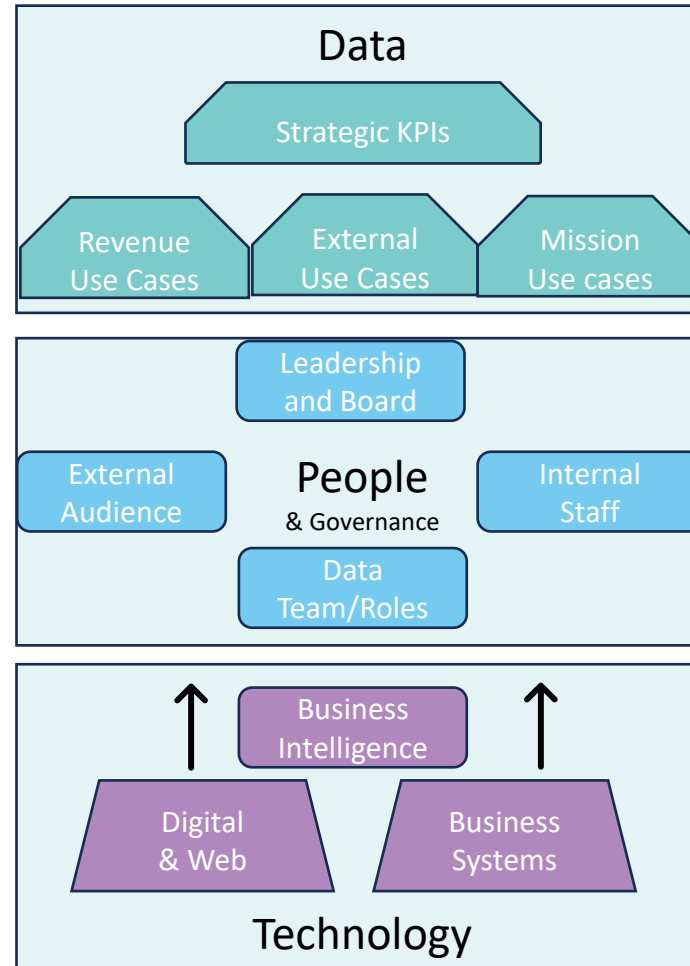 Data
Strategic KPIs
Revenue
Use Cases
External
Use Cases
Mission
Use cases
Leadership
and Board
External
Audience
People
& Governance
Internal
Staff
Data
Team/Roles
Business
Intelligence
Digital
& Web
Business
Systems
Technology